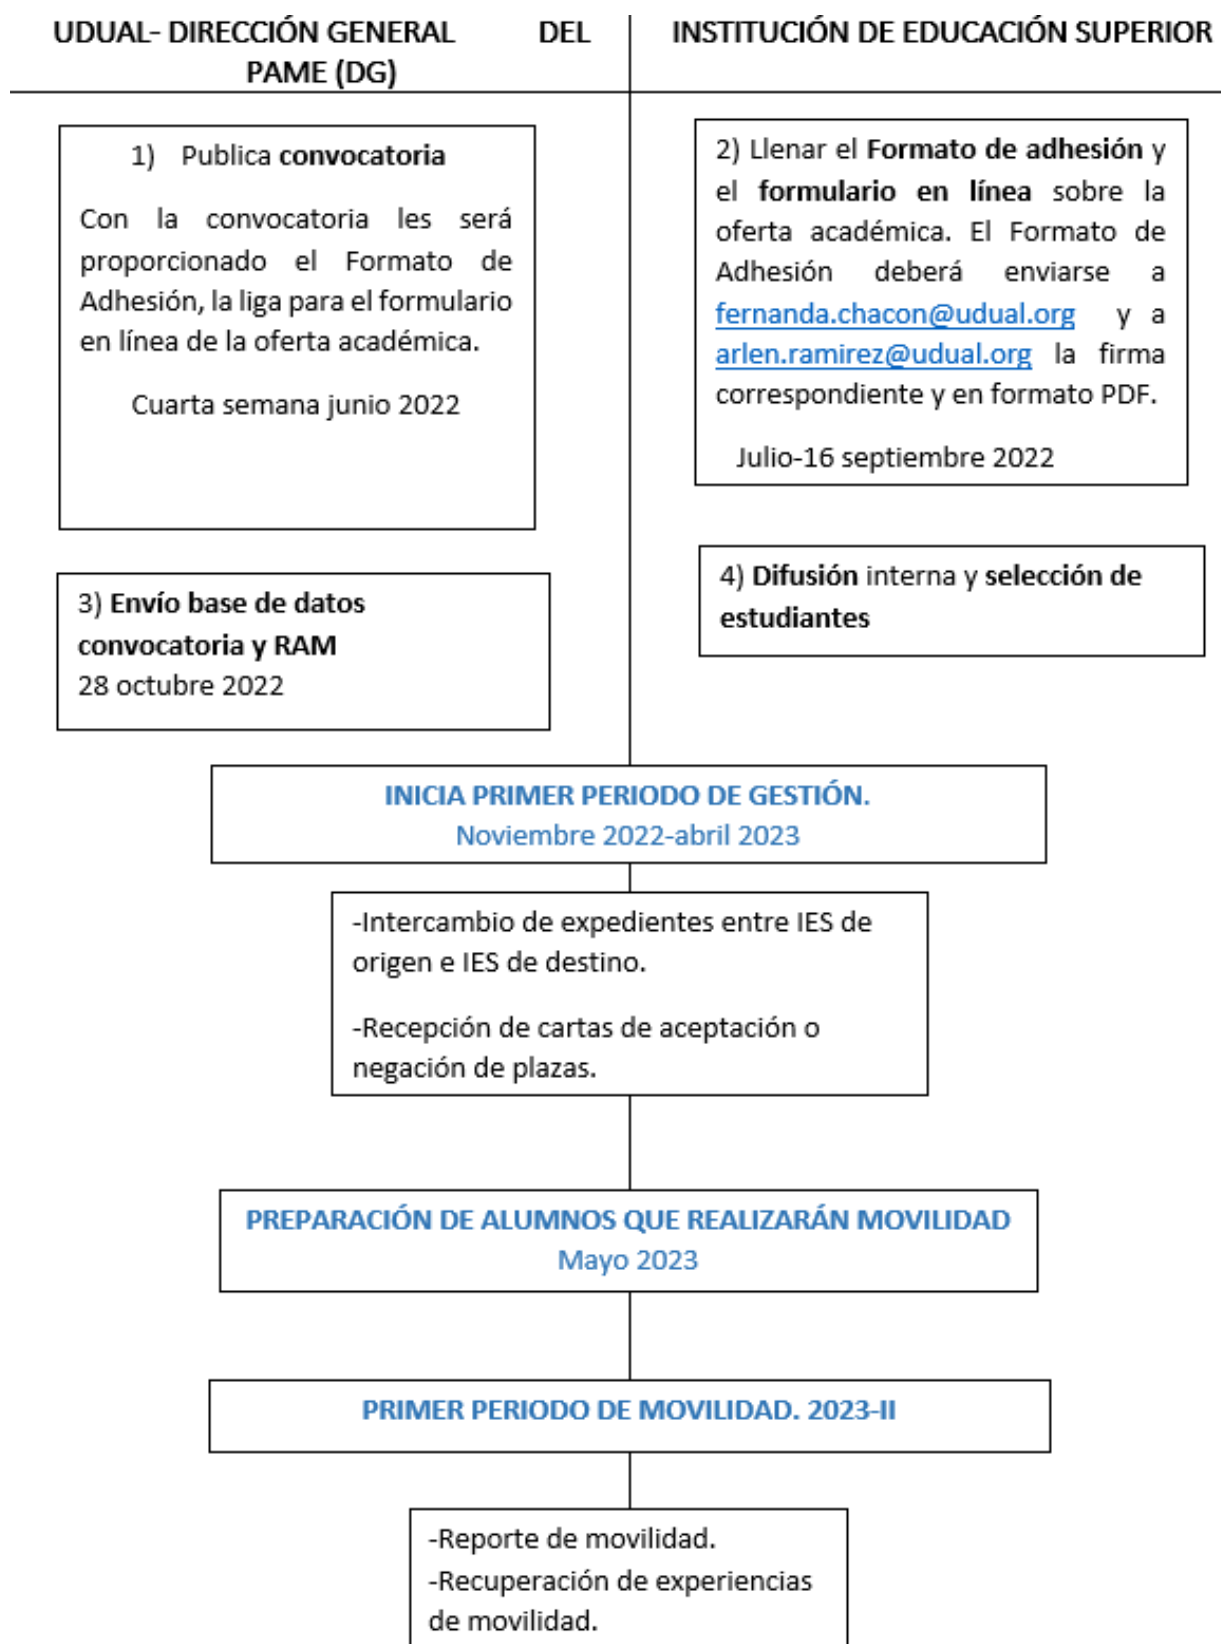 UDUAL- DIRECCIÓN GENERAL DEL
PAME (DG)
INSTITUCIÓN DE EDUCACIÓN SUPERIOR
1) Publica convocatoria
Con la convocatoria les será
proporcionado el Formato de
Adhesión, la liga para el formulario
en línea de la oferta académica.
Cuarta semana junio 2022
2) Llenar el Formato de adhesión y
el formulario en línea sobre la
oferta académica. El Formato de
Adhesión deberá enviarse a
fernanda.chacon@udual.org y a
arlen.ramirez@udual.org la firma
correspondiente y en formato PDF.
Julio-16 septiembre 2022
3) Envío base de datos
convocatoria y RAM
28 octubre 2022
4) Difusión interna y selección de
estudiantes
INICIA PRIMER PERIODO DE GESTIÓN.
Noviembre 2022-abril 2023
-Intercambio de expedientes entre IES de
origen e IES de destino.
-Recepción de cartas de aceptación o
negación de plazas.
PREPARACIÓN DE ALUMNOS QUE REALIZARÁN MOVILIDAD
Mayo 2023
PRIMER PERIODO DE MOVILIDAD. 2023-II
-Reporte de movilidad.
-Recuperación de experiencias
de movilidad.